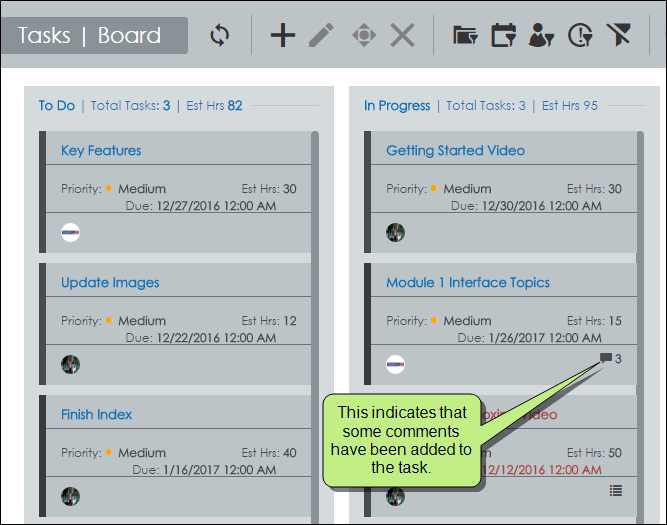 Tasks | Board
To Do | Total Tasks: 3 | Est Hrs 82
Key Features
Priority: Medium Est Hrs: 30
Due: 12/27/2016 12:00 AM
Update Images
Priority: Medium Est Hrs: 12
Due: 12/22/2016 12:00 AM
Finish Index
Priority: Medium Est Hrs: 40
Due: 1/16/2017 12:00 AM
In Progress | Total Tasks: 3 | Est Hrs 95
Getting Started Video
Priority: Medium Est Hrs: 30
Due: 12/30/2016 12:00 AM
Module 1 Interface Topics
Priority: Medium Est Hrs: 15
Due: 1/26/2017 12:00 AM
3
Video
Est Hrs: 50
12/12/2016 12:00 AM
This indicates that
some comments
have been added to
the task.